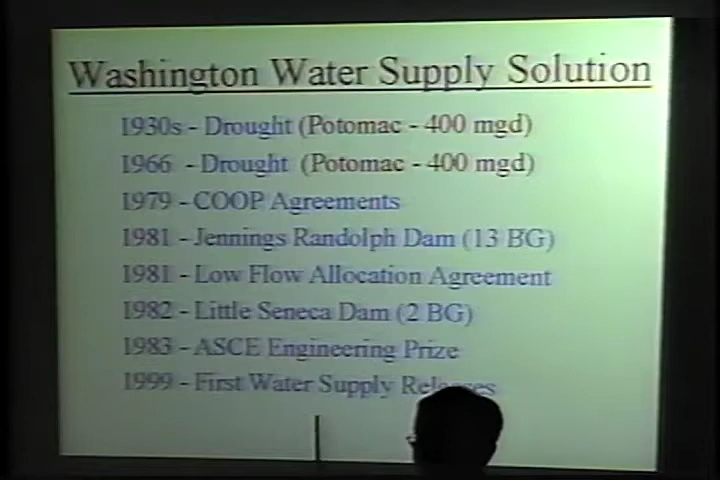 Washington Water Supply Solution
1930s - Drought (Potomac - 400 mgd)
1966 - Drought (Potomac - 400 mgd)
1979 - COOP Agreements
1981 - Jennings Randolph Dam (13 BG)
1981 - Low Flow Allocation Agreement
1982 - Little Seneca Dam (2 BG)
1983 - ASCE Engineering Prize
1999 - First Water Supply Releases